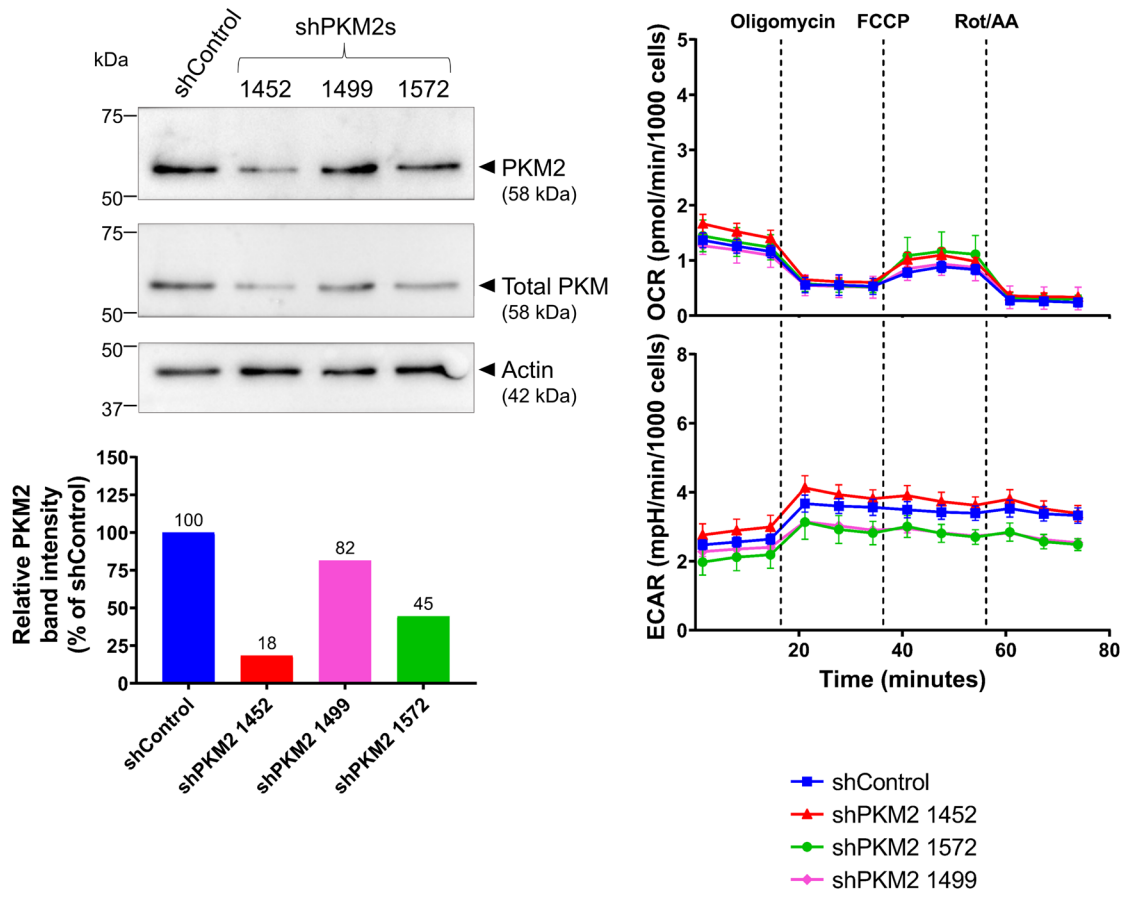 shControl
shPKM2s
kDa
1452 1499 1572
75
PKM2
(58 kDa)
50
75
Total PKM
(58 kDa)
50
50
Actin
(42 kDa)
37
Relative PKM2
band intensity
(% of shControl)
150
125
100
75
50
25
0
100
18
82
45
shControl
shPKM2 1452
shPKM2 1499
shPKM2 1572
Oligomycin FCCP Rot/AA
OCR (pmol/min/1000 cells)
5
4
3
2
1
0
ECAR (mpH/min/1000 cells)
8
6
4
2
0
20 40 60 80
Time (minutes)
shControl
shPKM2 1452
shPKM2 1572
shPKM2 1499